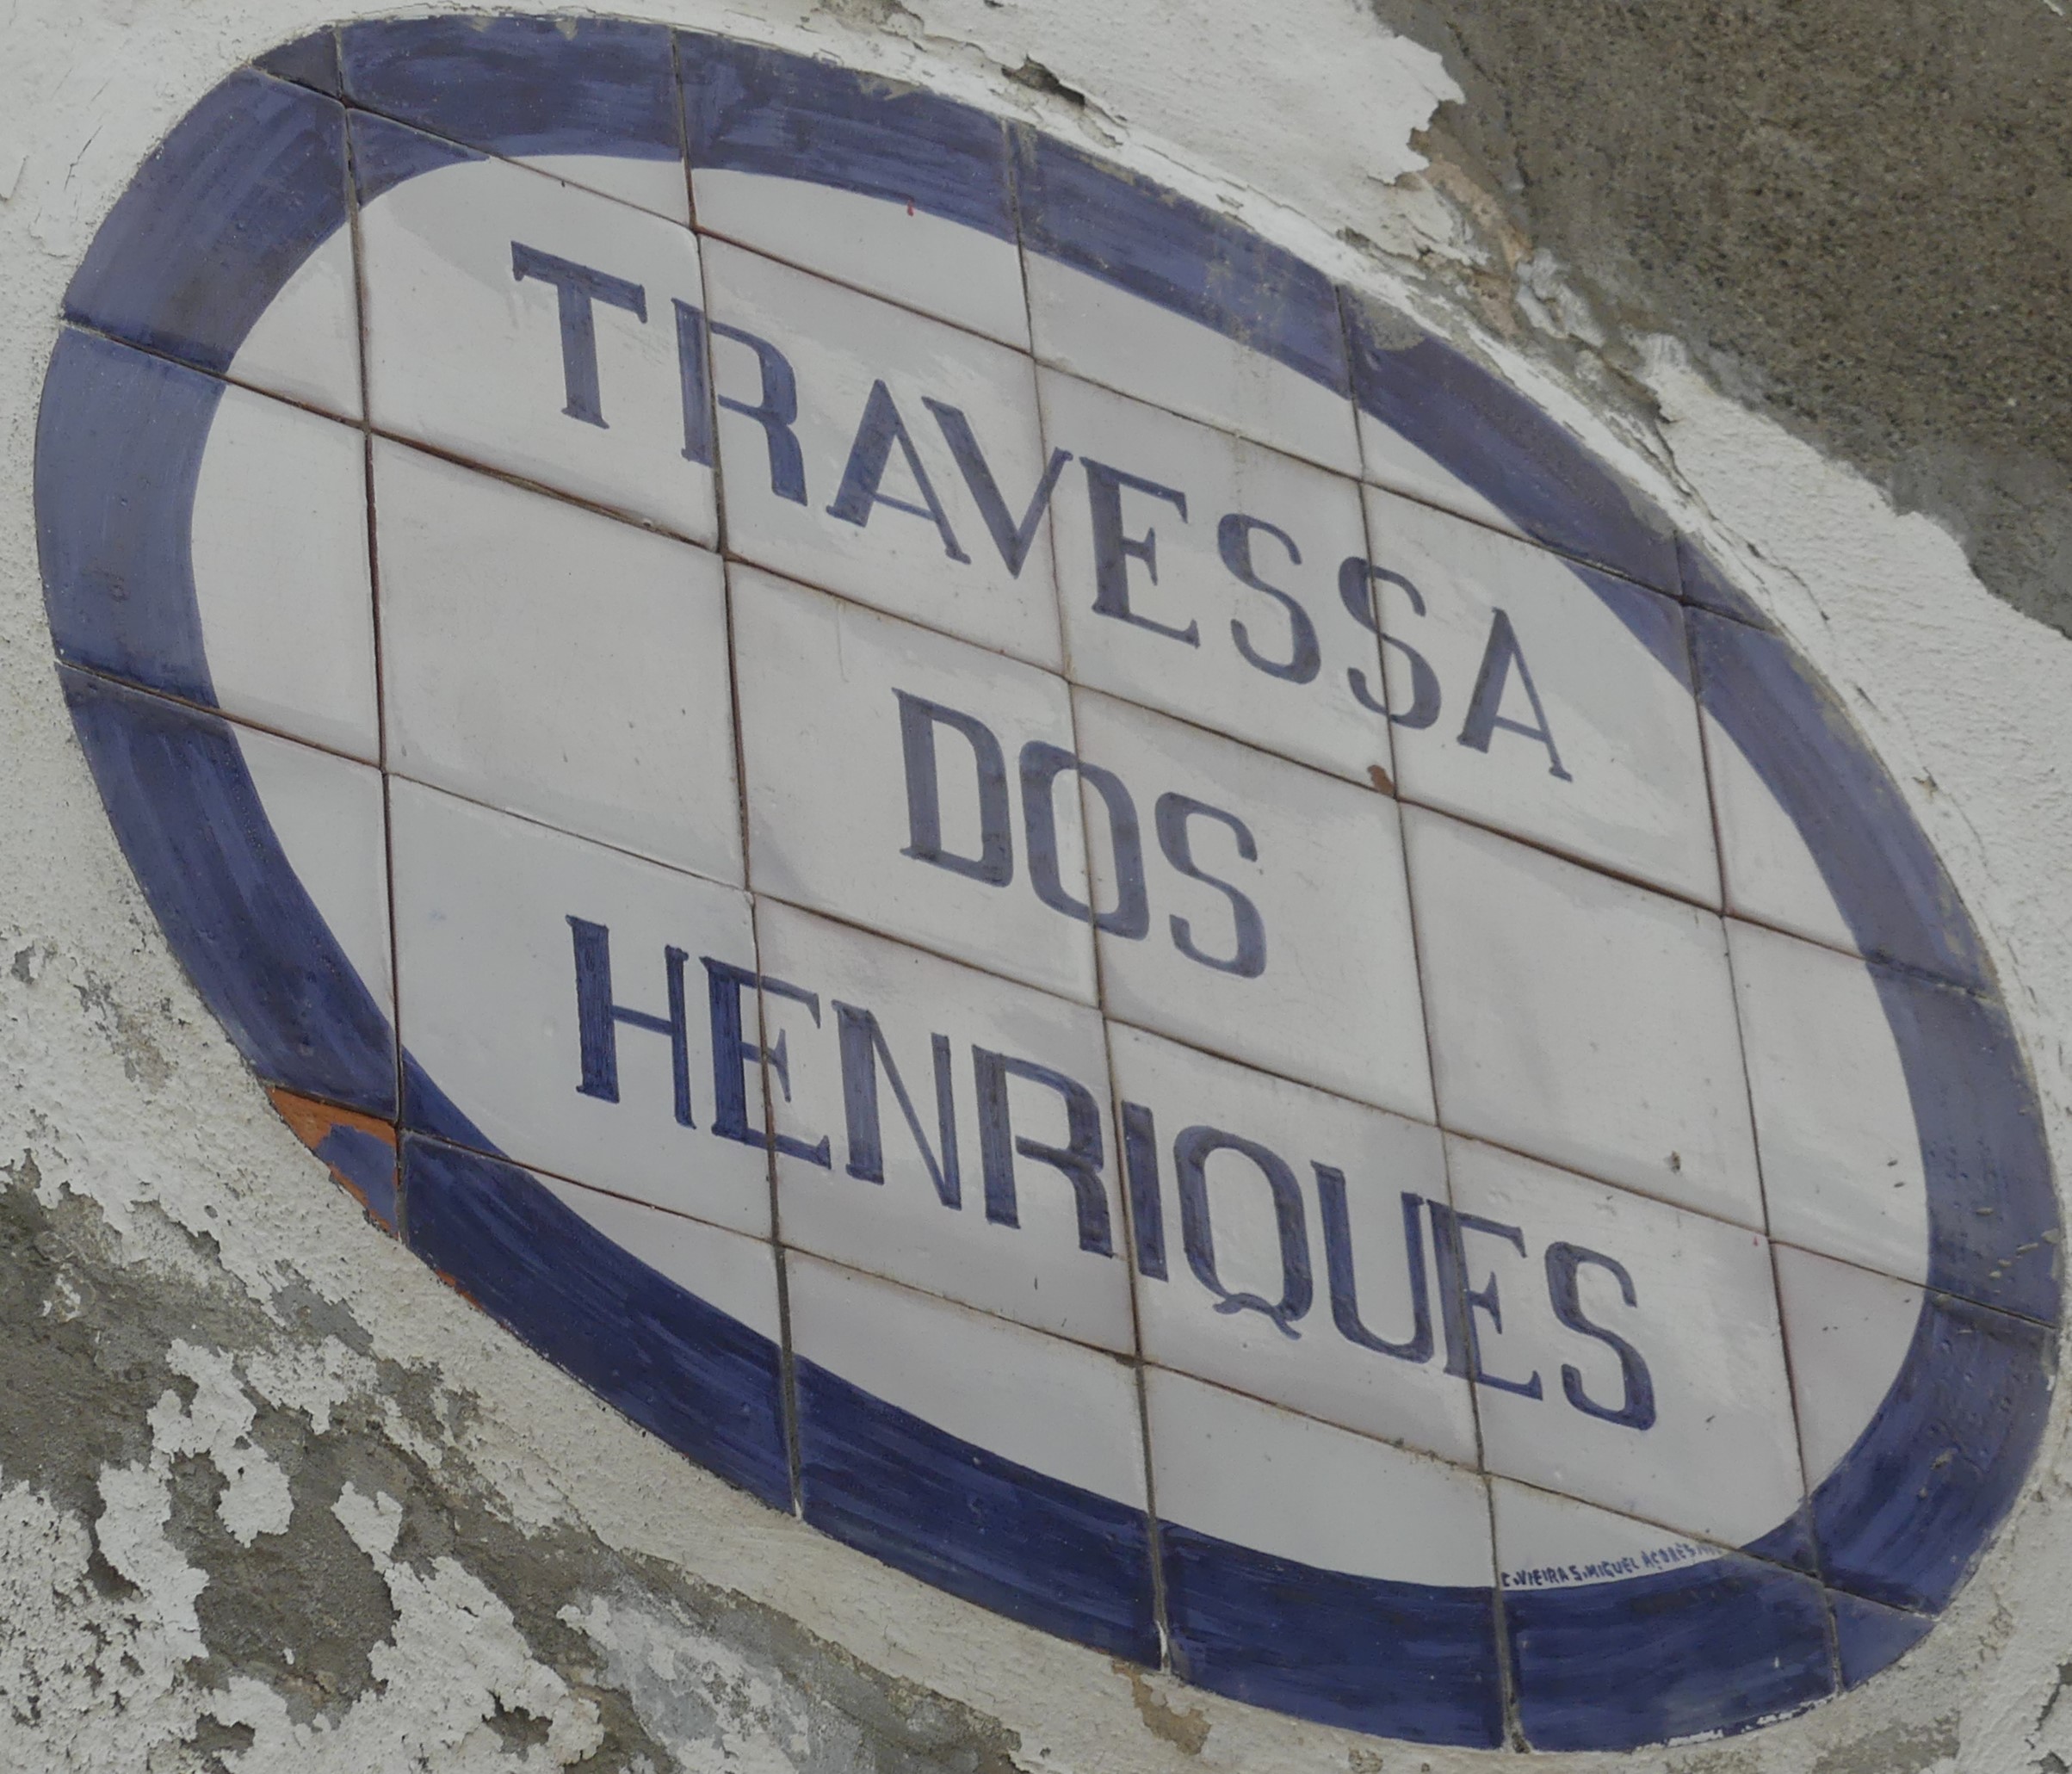 TRAVESSA
DOS
HENRIQUES
C. VIEIRA S. MIGUEL AÇORES